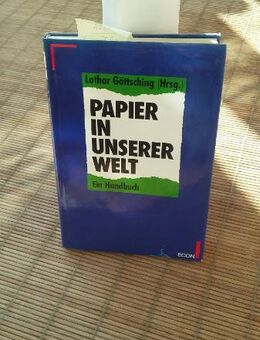 Lothar Göttsching (Hrsg.)
PAPIER
IN
UNSERER
WELT
Ein Handbuch
ECON